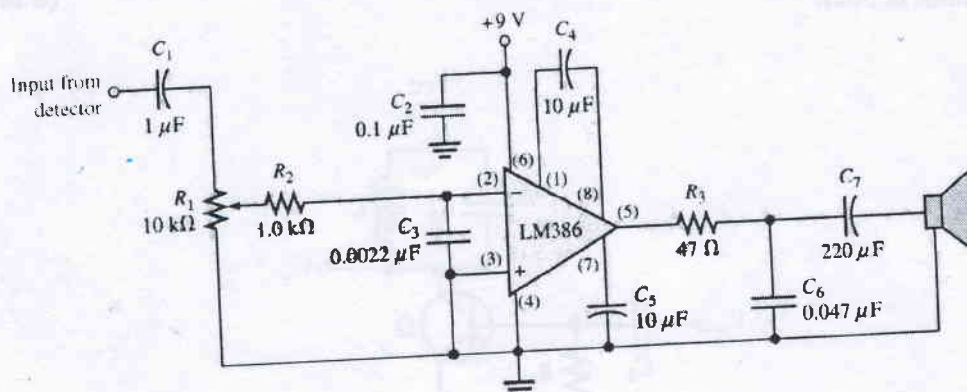 +9 V
C₁
C₄
Input from
detector
1 μF
C₂
0.1 μF
10 μF
(6)
(1)
(2)
−
(8)
R₁
10 kΩ
R₂
1.0 kΩ
C₃
0.0022 μF
LM386
(5)
R₃
47 Ω
C₇
220 μF
(3)
+
(7)
(4)
C₅
10 μF
C₆
0.047 μF